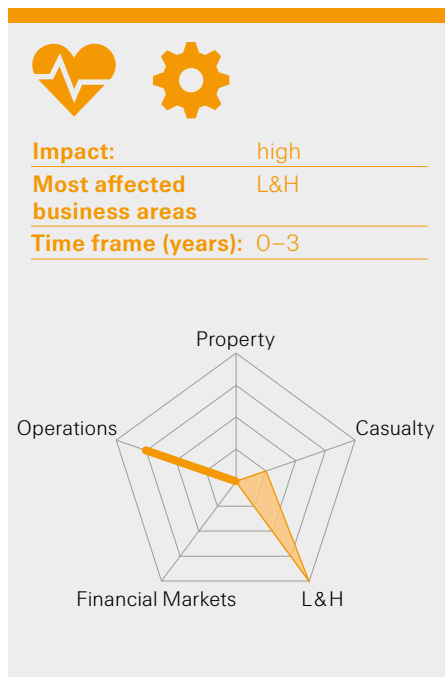 Impact: high
Most affected L&H
business areas
Time frame (years): 0–3
Property
Operations Casualty
Financial Markets L&H